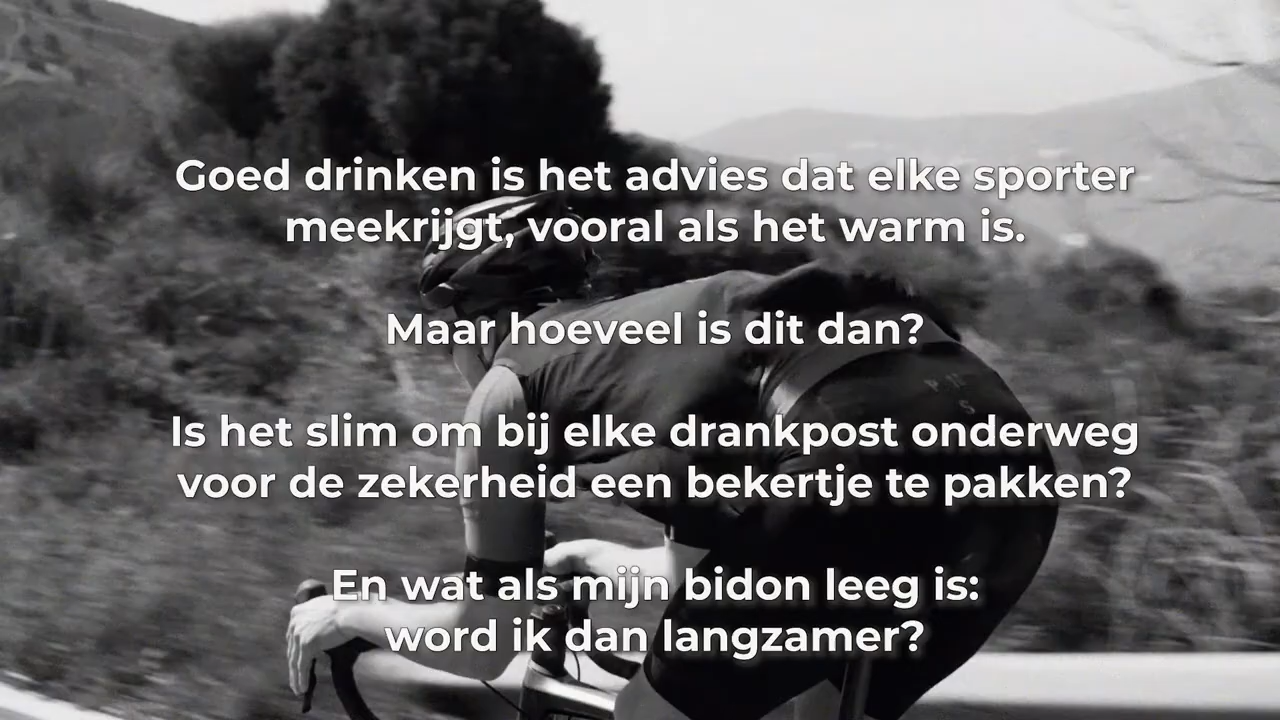 Goed drinken is het advies dat elke sporter
meekrijgt, vooral als het warm is.
Maar hoeveel is dit dan?
Is het slim om bij elke drankpost onderweg
voor de zekerheid een bekertje te pakken?
En wat als mijn bidon leeg is:
word ik dan langzamer?